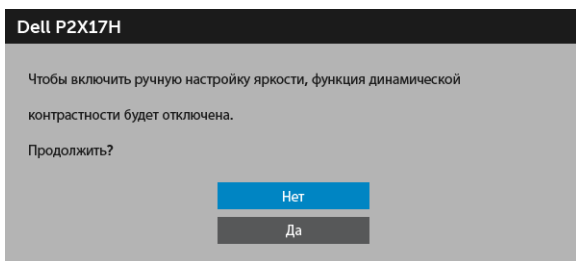 Dell P2X17H
Чтобы включить ручную настройку яркости, функция динамической
контрастности будет отключена.
Продолжить?
Нет
Да